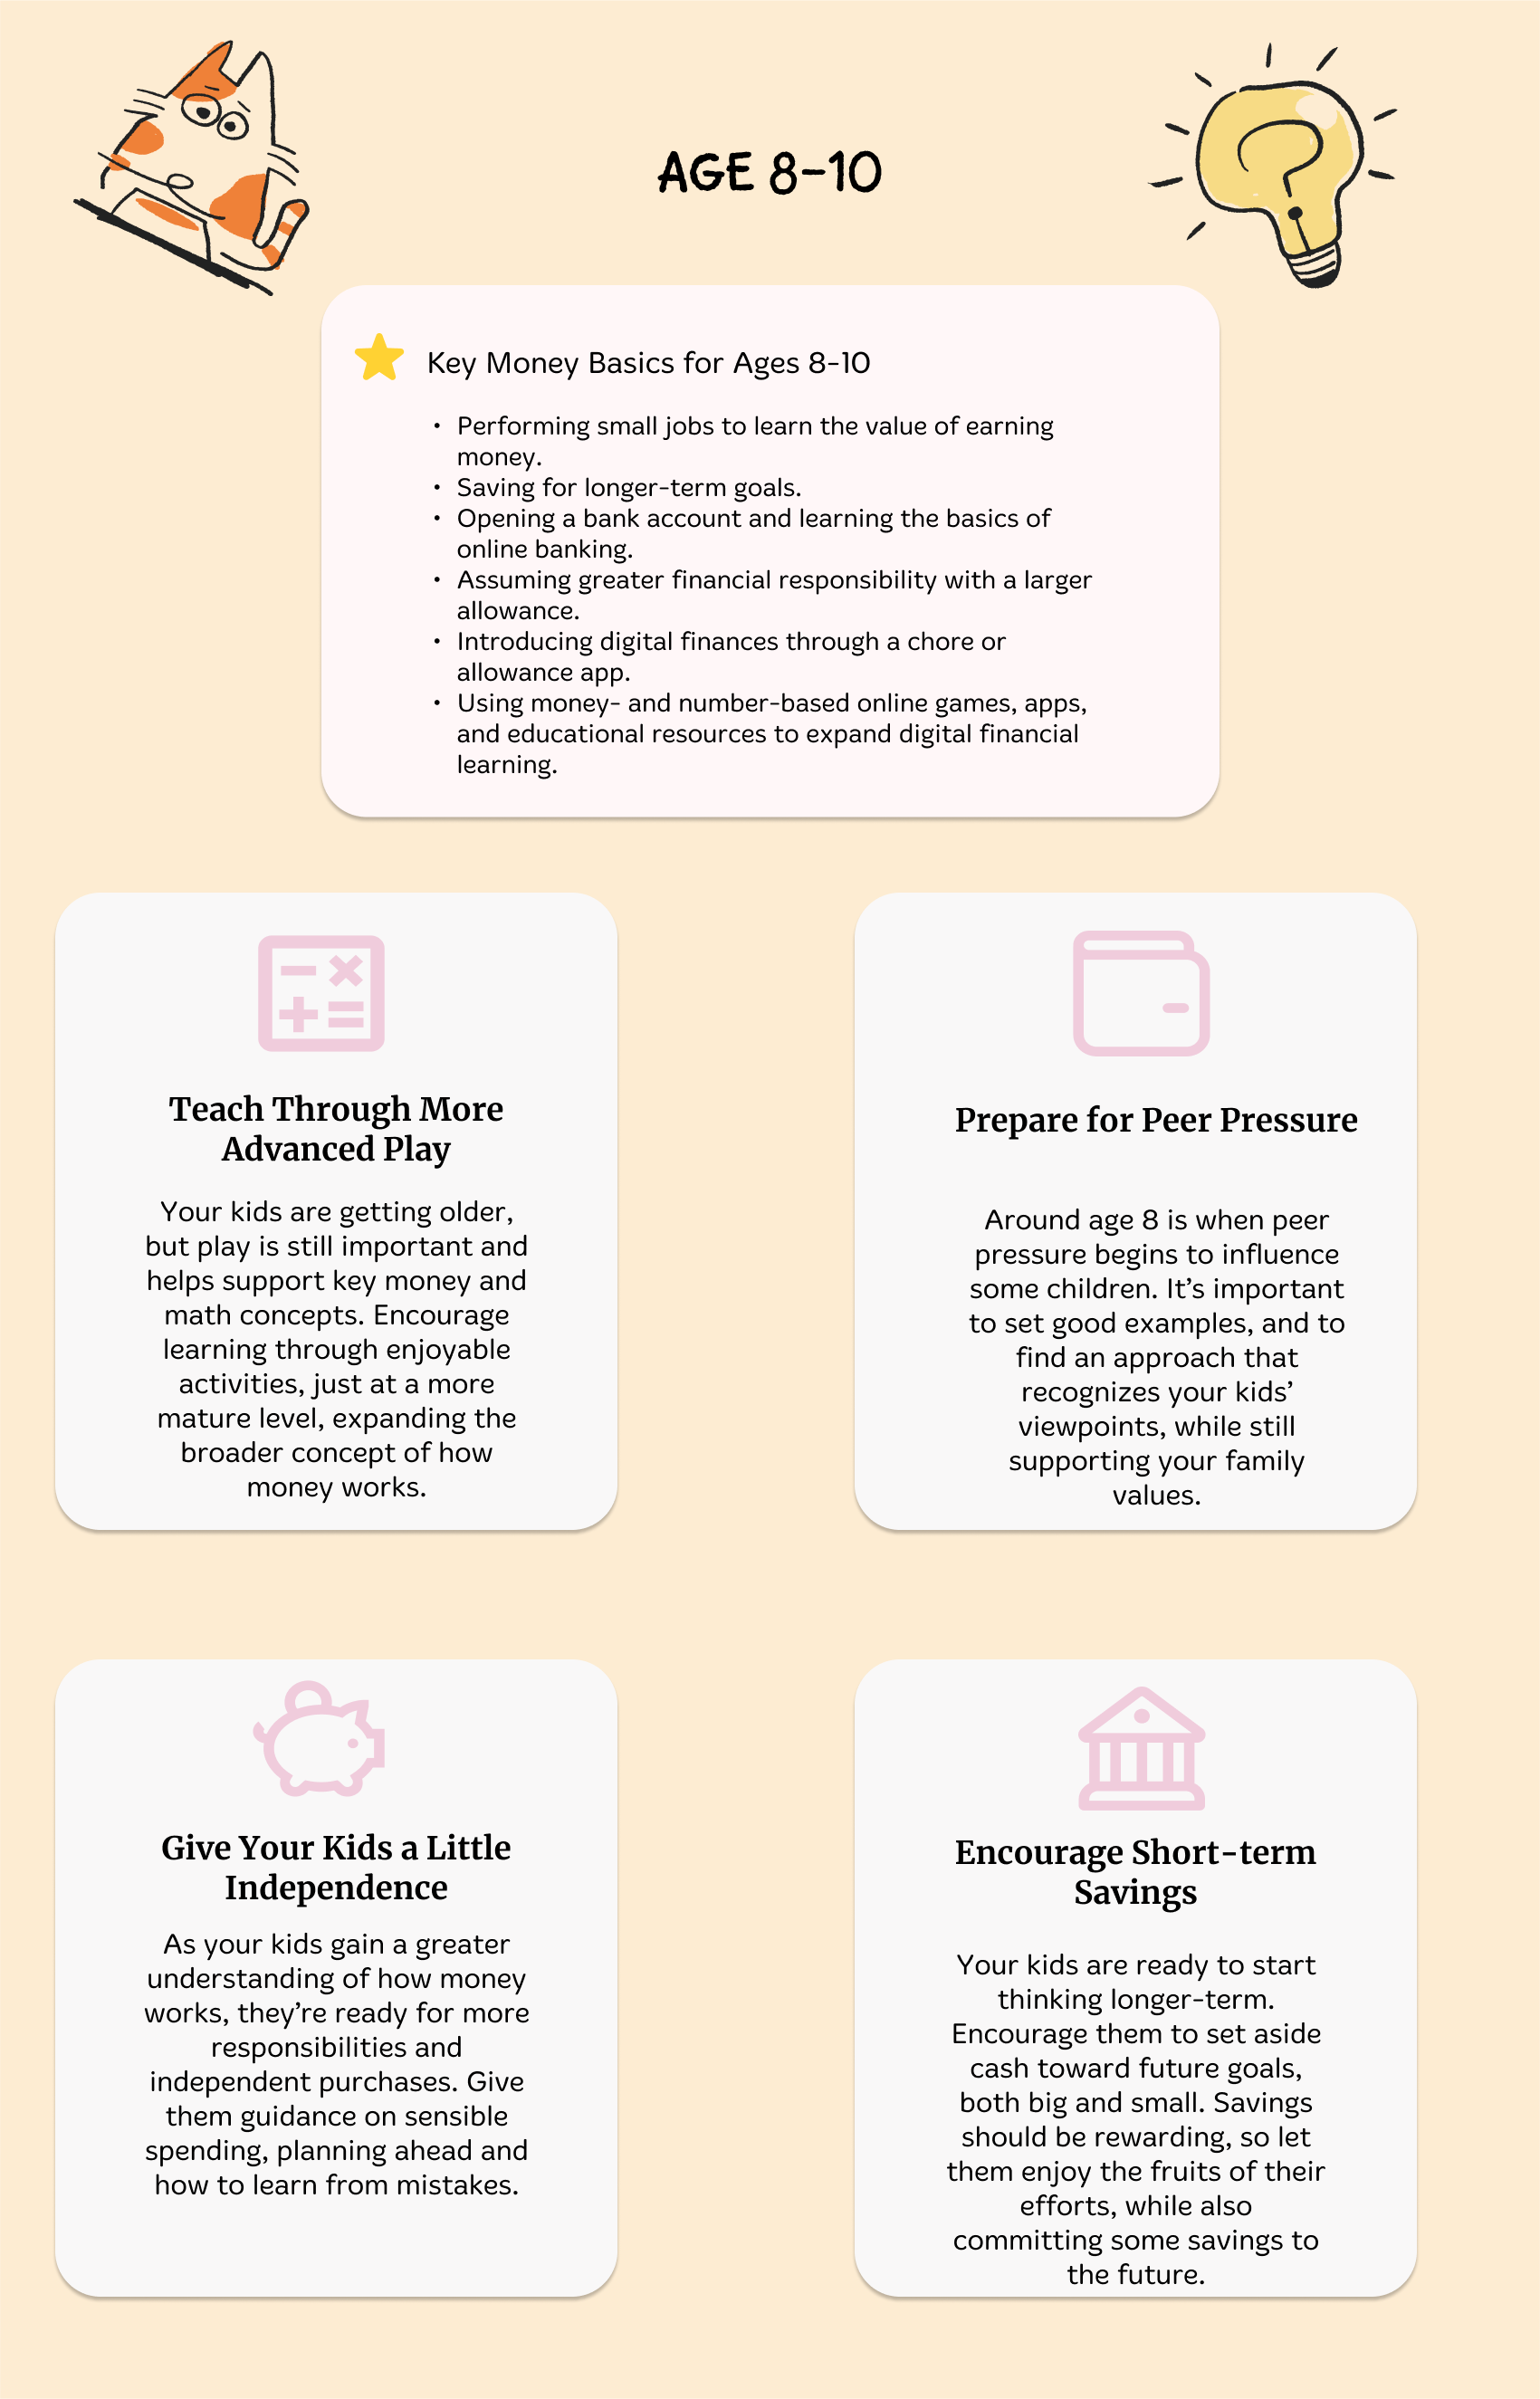 AGE 8-10
Key Money Basics for Ages 8-10
• Performing small jobs to learn the value of earning
money.
• Saving for longer-term goals.
• Opening a bank account and learning the basics of
online banking.
• Assuming greater financial responsibility with a larger
allowance.
• Introducing digital finances through a chore or
allowance app.
• Using money- and number-based online games, apps,
and educational resources to expand digital financial
learning.
Teach Through More
Advanced Play
Your kids are getting older,
but play is still important and
helps support key money and
math concepts. Encourage
learning through enjoyable
activities, just at a more
mature level, expanding the
broader concept of how
money works.
Prepare for Peer Pressure
Around age 8 is when peer
pressure begins to influence
some children. It’s important
to set good examples, and to
find an approach that
recognizes your kids’
viewpoints, while still
supporting your family
values.
Give Your Kids a Little
Independence
As your kids gain a greater
understanding of how money
works, they’re ready for more
responsibilities and
independent purchases. Give
them guidance on sensible
spending, planning ahead and
how to learn from mistakes.
Encourage Short-term
Savings
Your kids are ready to start
thinking longer-term.
Encourage them to set aside
cash toward future goals,
both big and small. Savings
should be rewarding, so let
them enjoy the fruits of their
efforts, while also
committing some savings to
the future.